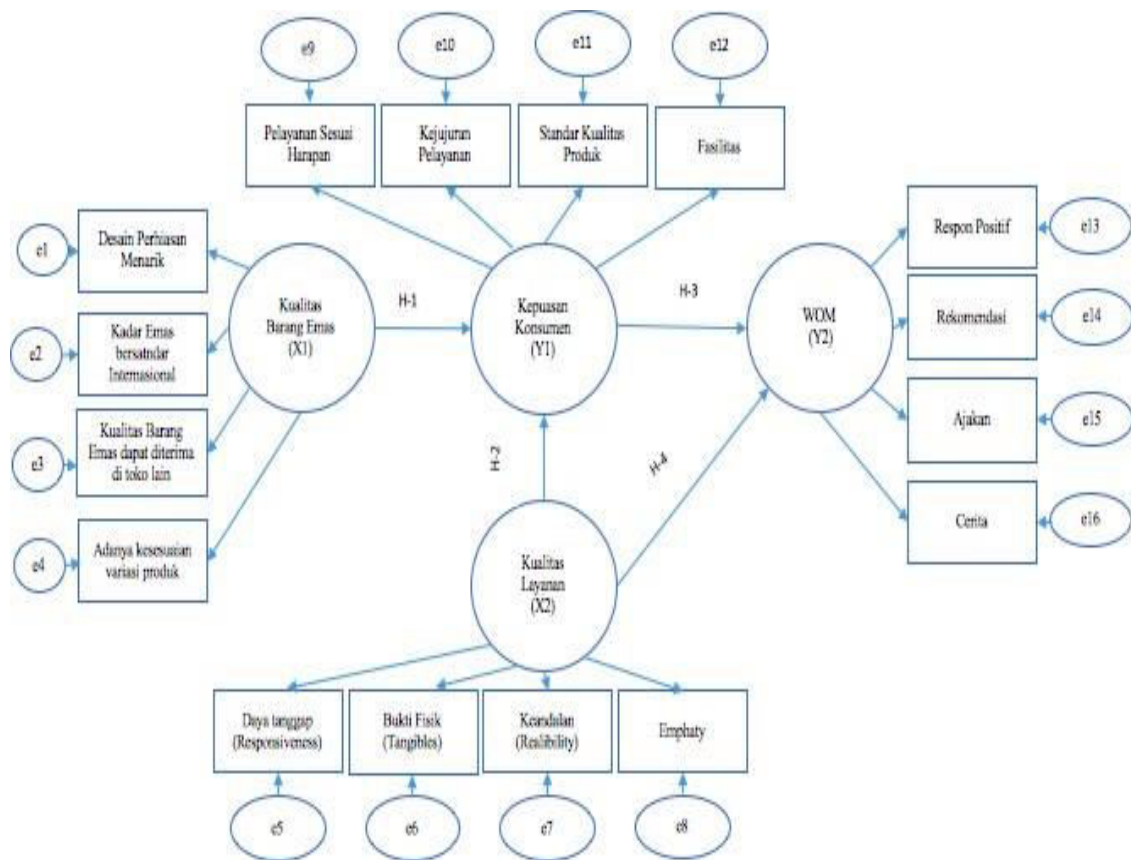 e9
e10
e11
e12
Pelayanan Sesuai
Harapan
Kejujuran
Pelayanan
Standar Kualitas
Produk
Fasilitas
e1
Desain Perhiasan
Menarik
e2
Kadar Emas
bersatndar
Internasional
e3
Kualitas Barang
Emas dapat diterima
di toko lain
e4
Adanya kesesuaian
variasi produk
Kualitas
Barang Emas
(X1)
H-1
Kepuasan
Konsumen
(Y1)
H-3
WOM
(Y2)
Respon Positif
e13
Rekomendasi
e14
Ajakan
e15
Cerita
e16
H-2
H-4
Kualitas
Layanan
(X2)
Daya tanggap
(Responsiveness)
Bukti Fisik
(Tangibles)
Keandalan
(Realibility)
Emphaty
e5
e6
e7
e8